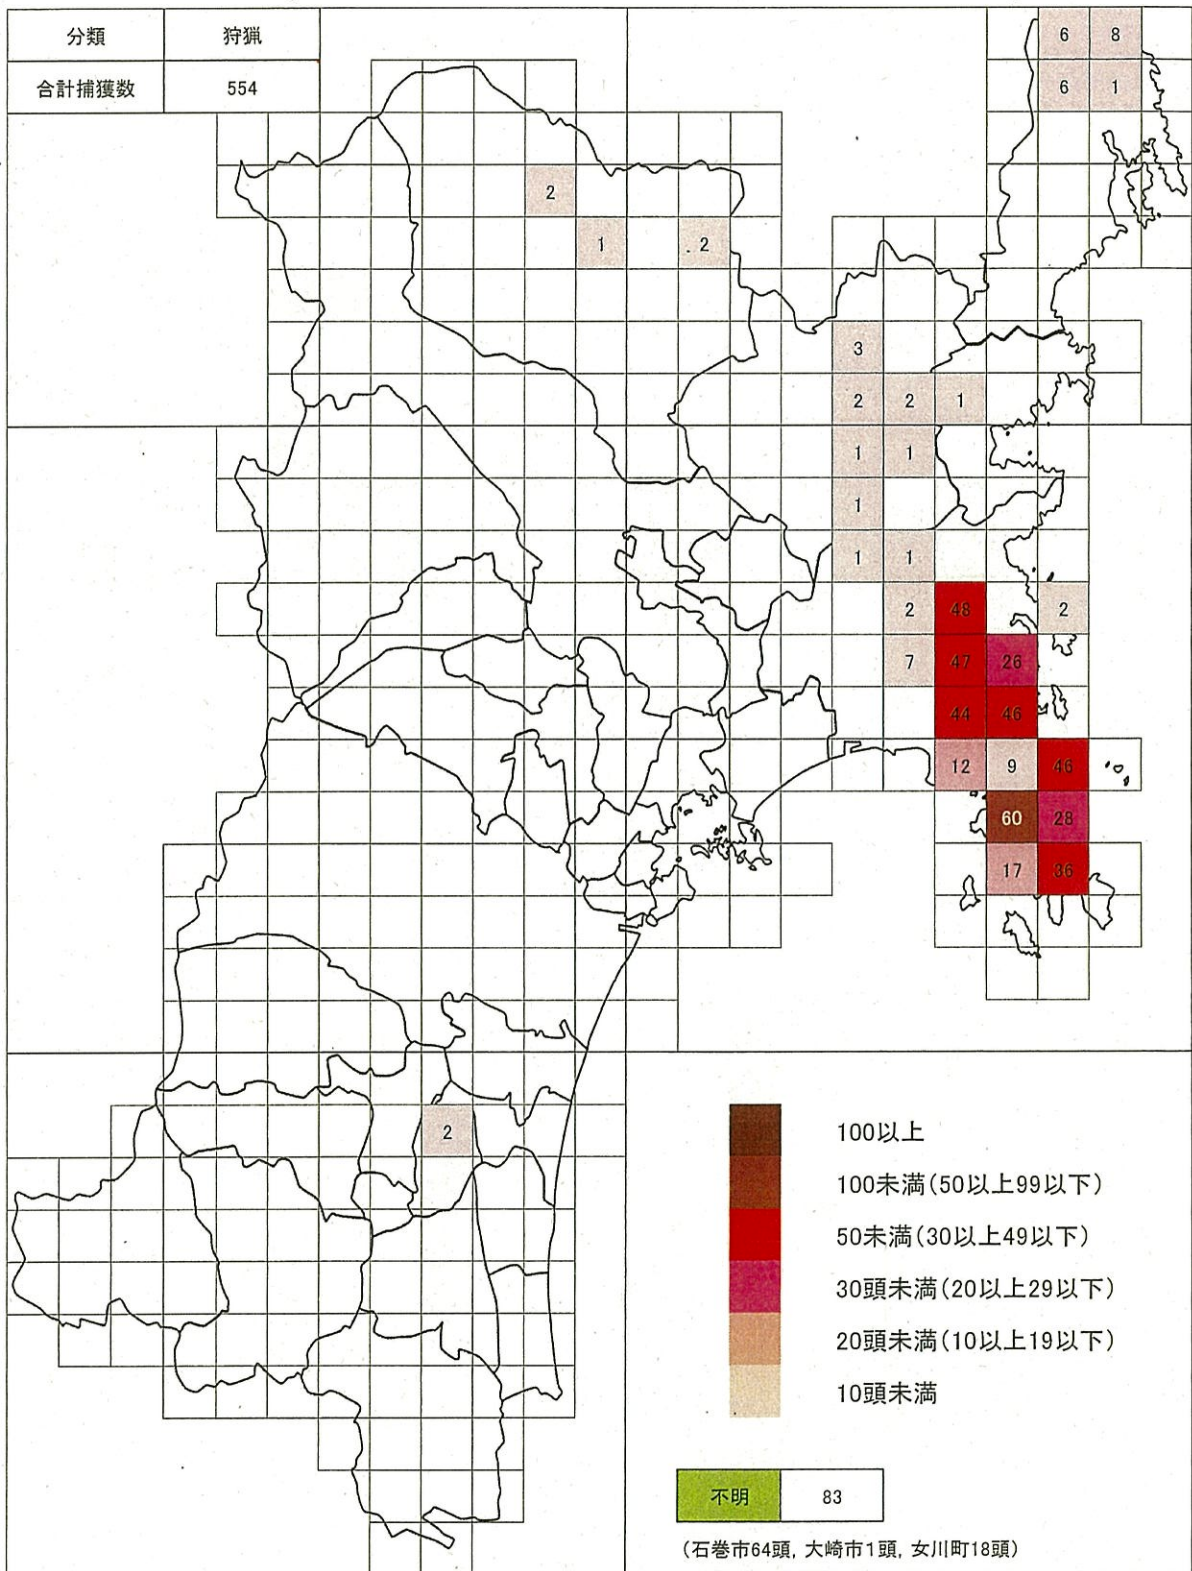 分類 狩猟
合計捕獲数 554
6 8
6 1
2
1 2
3
2 2 1
1 1
1
1 1
2 48 2
7 47 26
44 46
12 9 46
60 28
17 36
2
100以上
100未満(50以上99以下)
50未満(30以上49以下)
30頭未満(20以上29以下)
20頭未満(10以上19以下)
10頭未満
不明 83
(石巻市64頭, 大崎市1頭, 女川町18頭)